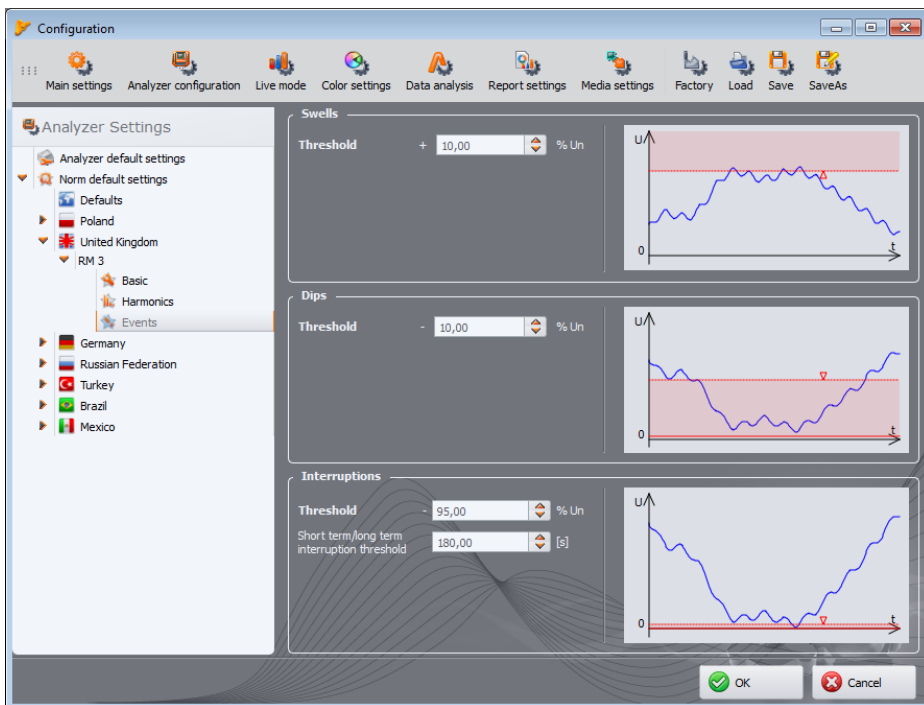 Configuration
Main settings Analyzer configuration Live mode Color settings Data analysis Report settings Media settings Factory Load Save SaveAs
Analyzer Settings
Analyzer default settings
Norm default settings
Defaults
Poland
United Kingdom
RM 3
Basic
Harmonics
Events
Germany
Russian Federation
Turkey
Brazil
Mexico
Swells
Threshold + 10,00 % Un
U
0
t
Dips
Threshold - 10,00 % Un
U
0
t
Interruptions
Threshold - 95,00 % Un
Short term/long term
interruption threshold 180,00 [s]
U
0
t
OK Cancel